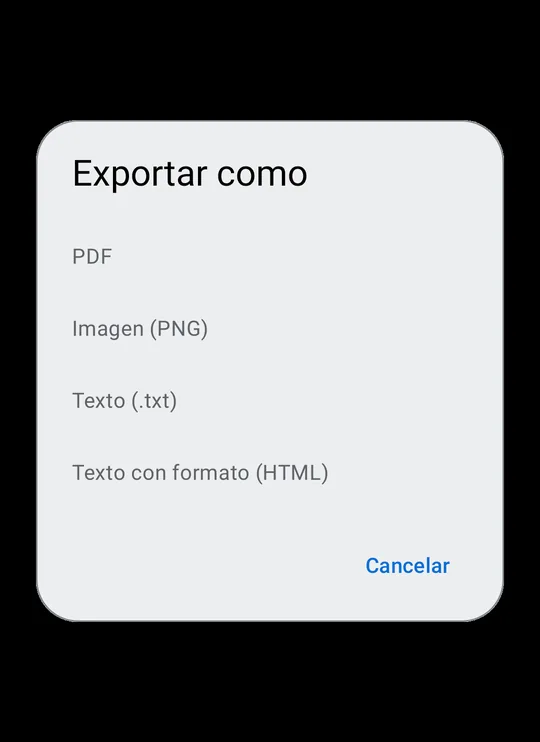 Exportar como
PDF
Imagen (PNG)
Texto (.txt)
Texto con formato (HTML)
Cancelar